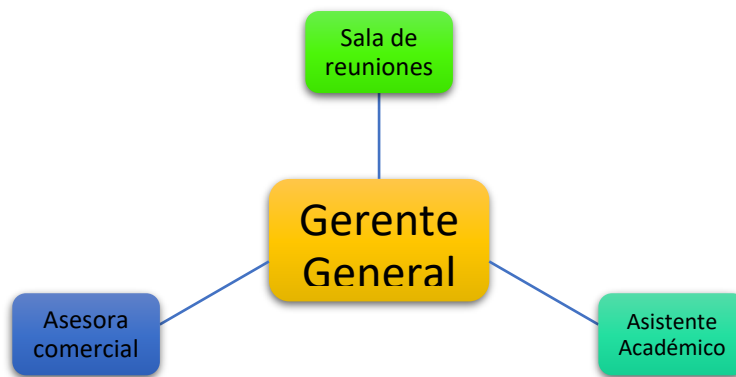 Sala de
reuniones
Gerente
General
Asesora
comercial
Asistente
Académico